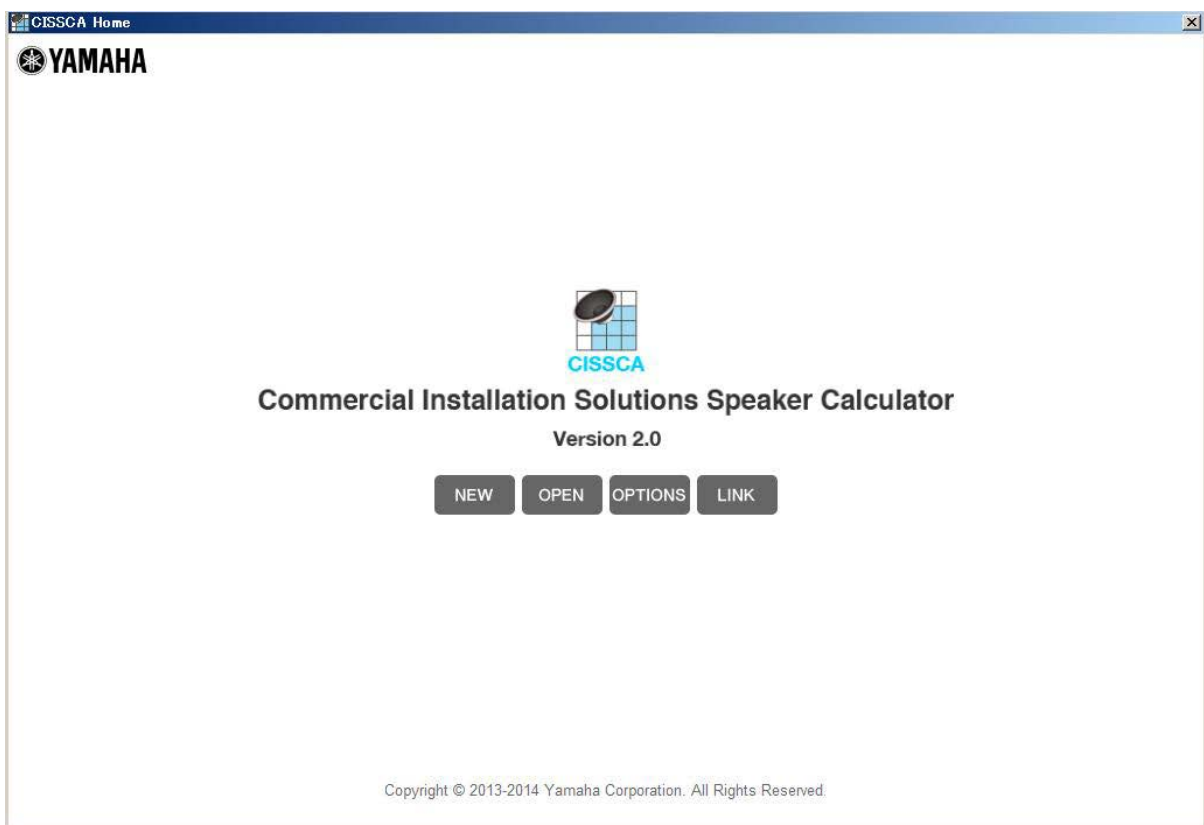 CISSCA Home
YAMAHA
CISSCA
Commercial Installation Solutions Speaker Calculator
Version 2.0
NEW OPEN OPTIONS LINK
Copyright © 2013-2014 Yamaha Corporation. All Rights Reserved.